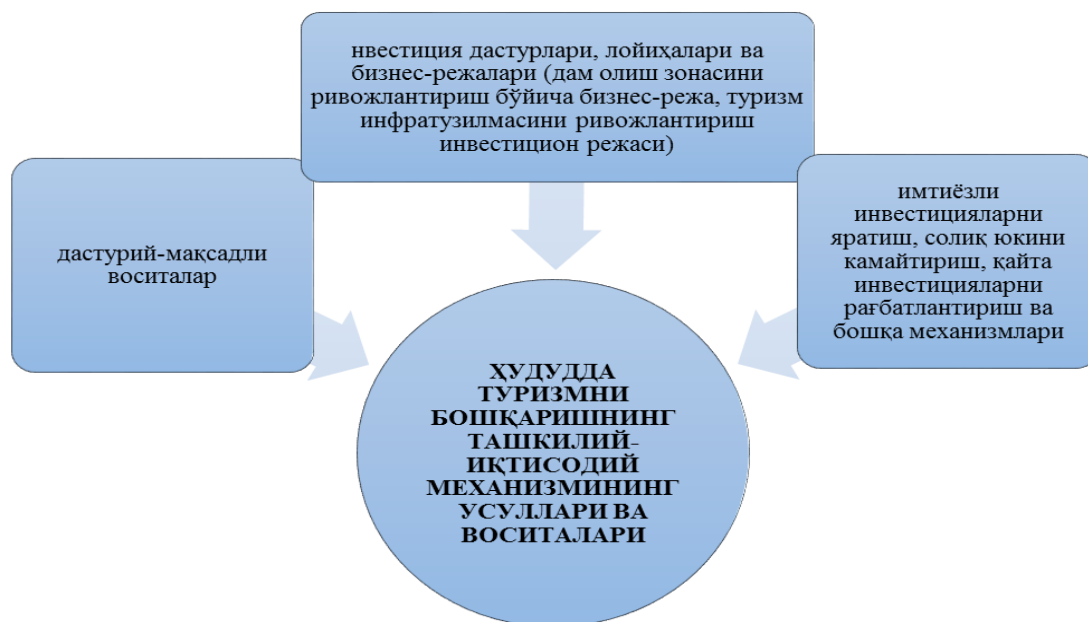 нвестиция дастурлари, лойиҳалари ва
бизнес-режалари (дам олиш зонасини
ривожлантириш бўйича бизнес-режа, туризм
инфратузилмасини ривожлантириш
инвестицион режаси)
дастурий-мақсадли
воситалар
имтиёзли
инвестицияларни
яратиш, солиқ юкини
камайтириш, қайта
инвестицияларни
рағбатлантириш ва
бошқа механизмлари
ҲУДУДДА
ТУРИЗМНИ
БОШҚАРИШНИНГ
ТАШКИЛИЙ-
ИҚТИСОДИЙ
МЕХАНИЗМИНИНГ
УСУЛЛАРИ ВА
ВОСИТАЛАРИ